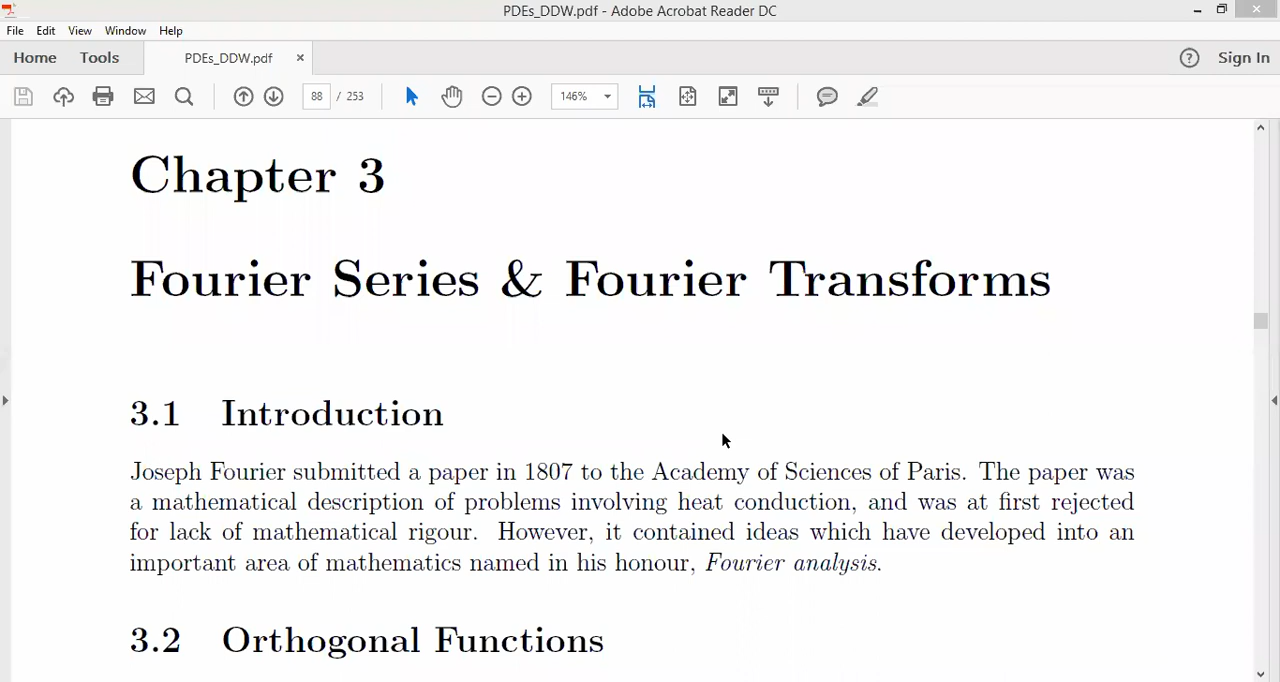 PDEs_DDW.pdf - Adobe Acrobat Reader DC
File Edit View Window Help
Home Tools PDEs_DDW.pdf × ? Sign In
88 / 253 146%
Chapter 3
Fourier Series & Fourier Transforms
3.1 Introduction
Joseph Fourier submitted a paper in 1807 to the Academy of Sciences of Paris. The paper was
a mathematical description of problems involving heat conduction, and was at first rejected
for lack of mathematical rigour. However, it contained ideas which have developed into an
important area of mathematics named in his honour, Fourier analysis.
3.2 Orthogonal Functions